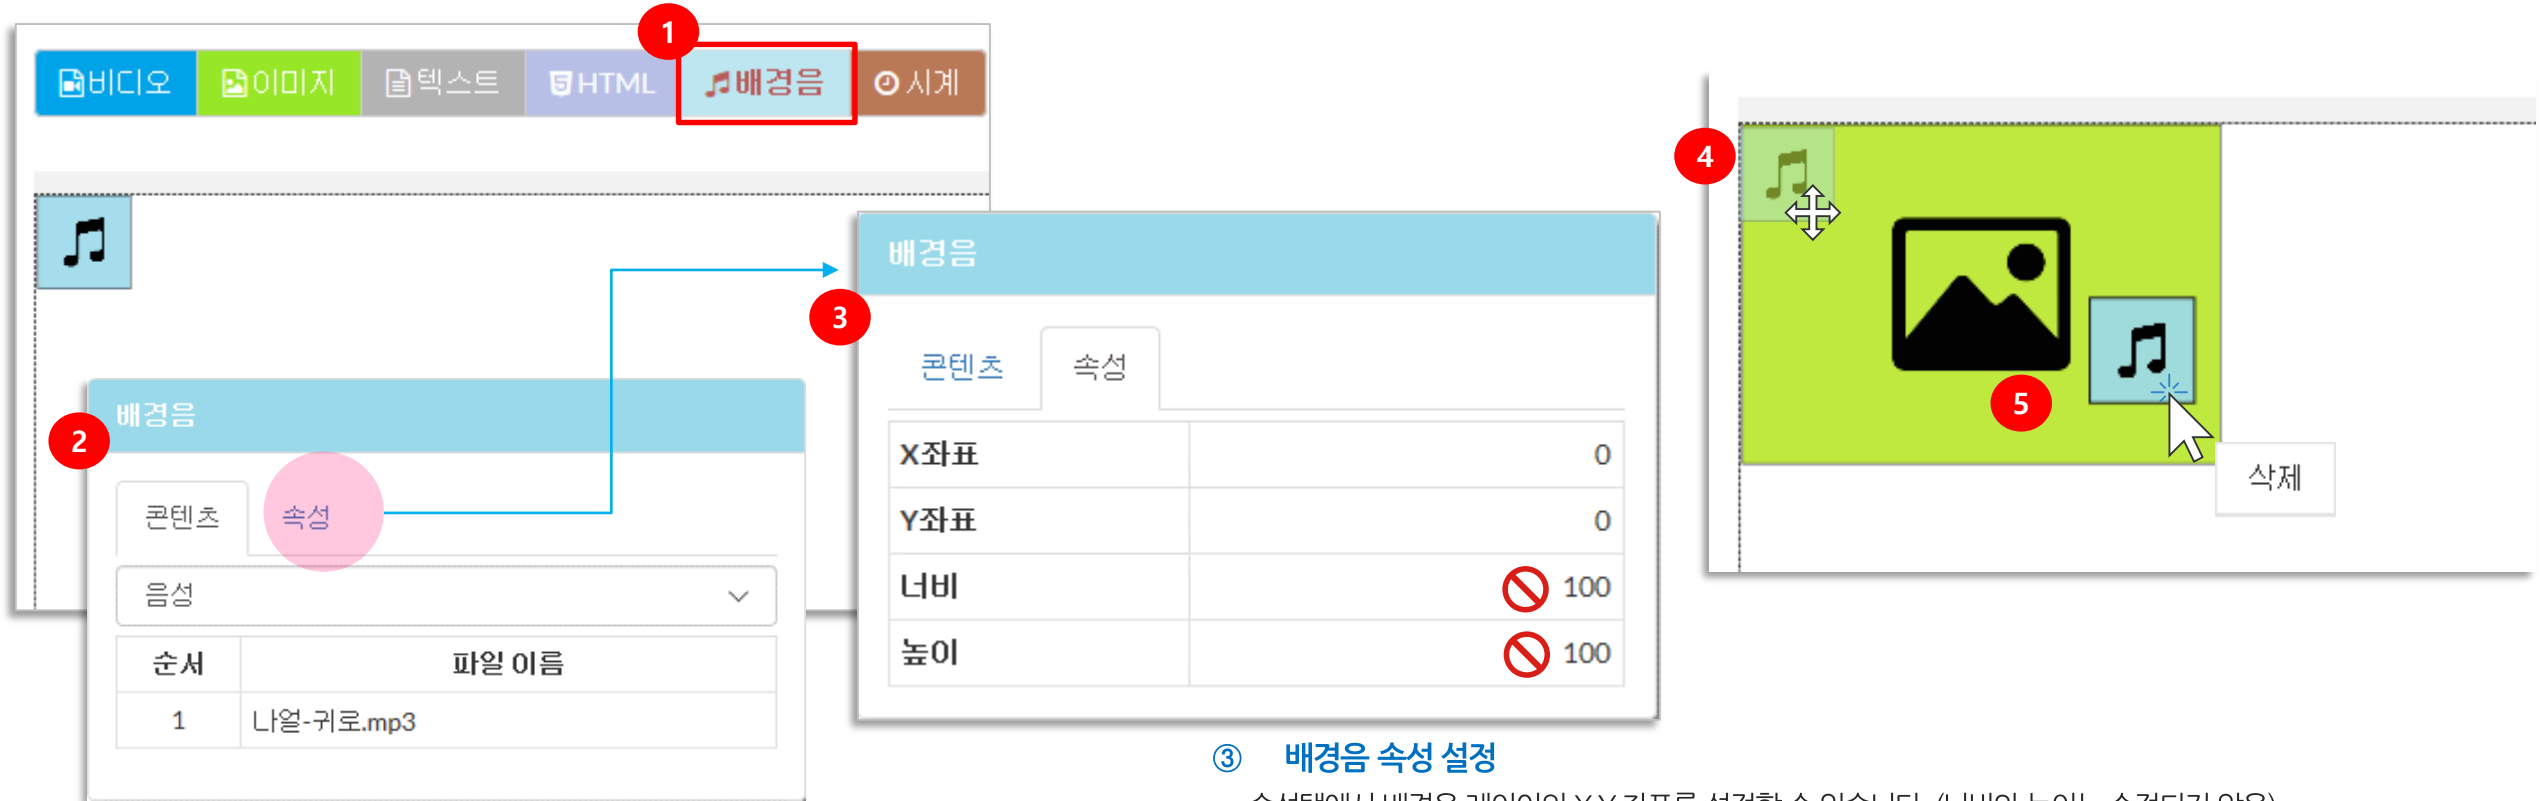 1
비디오
이미지
텍스트
HTML
배경음
시계
2
배경음
콘텐츠
속성
음성
순서
파일 이름
1
나얼-귀로.mp3
3
배경음
콘텐츠
속성
X좌표
0
Y좌표
0
너비
100
높이
100
4
5
삭제
③ 배경음 속성 설정